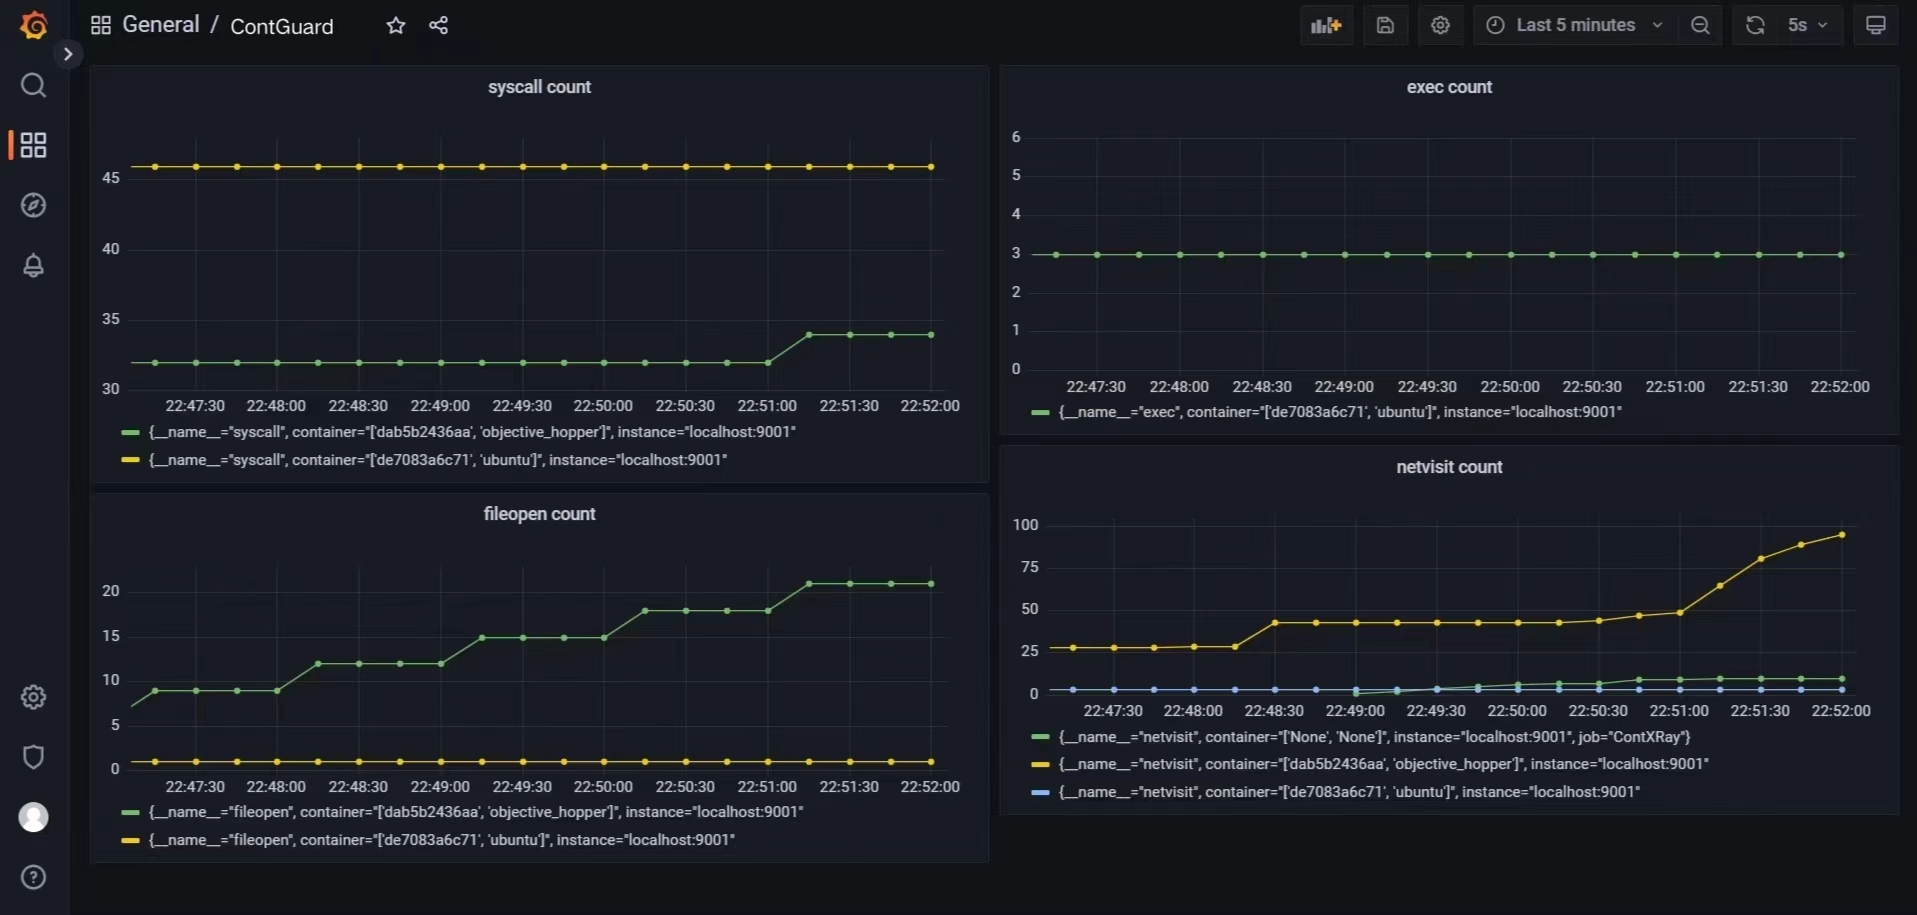 General / ContGuard
Last 5 minutes
5s
syscall count
45
40
35
30
22:47:30 22:48:00 22:48:30 22:49:00 22:49:30 22:50:00 22:50:30 22:51:00 22:51:30 22:52:00
{__name__="syscall", container="['dab5b2436aa', 'objective_hopper']", instance="localhost:9001"
{__name__="syscall", container="['de7083a6c71', 'ubuntu']", instance="localhost:9001"
exec count
6
5
4
3
2
1
0
22:47:30 22:48:00 22:48:30 22:49:00 22:49:30 22:50:00 22:50:30 22:51:00 22:51:30 22:52:00
{__name__="exec", container="['de7083a6c71', 'ubuntu']", instance="localhost:9001"
fileopen count
20
15
10
5
0
22:47:30 22:48:00 22:48:30 22:49:00 22:49:30 22:50:00 22:50:30 22:51:00 22:51:30 22:52:00
{__name__="fileopen", container="['dab5b2436aa', 'objective_hopper']", instance="localhost:9001"
{__name__="fileopen", container="['de7083a6c71', 'ubuntu']", instance="localhost:9001"
netvisit count
100
75
50
25
0
22:47:30 22:48:00 22:48:30 22:49:00 22:49:30 22:50:00 22:50:30 22:51:00 22:51:30 22:52:00
{__name__="netvisit", container="['None', 'None']", instance="localhost:9001", job="ContXRay"}
{__name__="netvisit", container="['dab5b2436aa', 'objective_hopper']", instance="localhost:9001"
{__name__="netvisit", container="['de7083a6c71', 'ubuntu']", instance="localhost:9001"